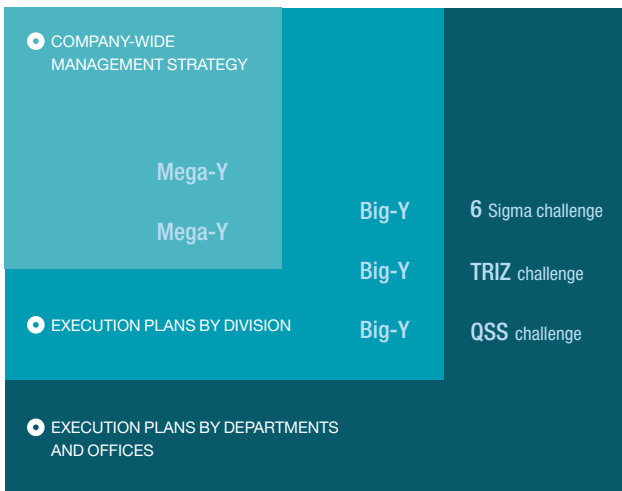 COMPANY-WIDE
MANAGEMENT STRATEGY
Mega-Y
Mega-Y
Big-Y
Big-Y
Big-Y
6 Sigma challenge
TRIZ challenge
QSS challenge
EXECUTION PLANS BY DIVISION
EXECUTION PLANS BY DEPARTMENTS
AND OFFICES